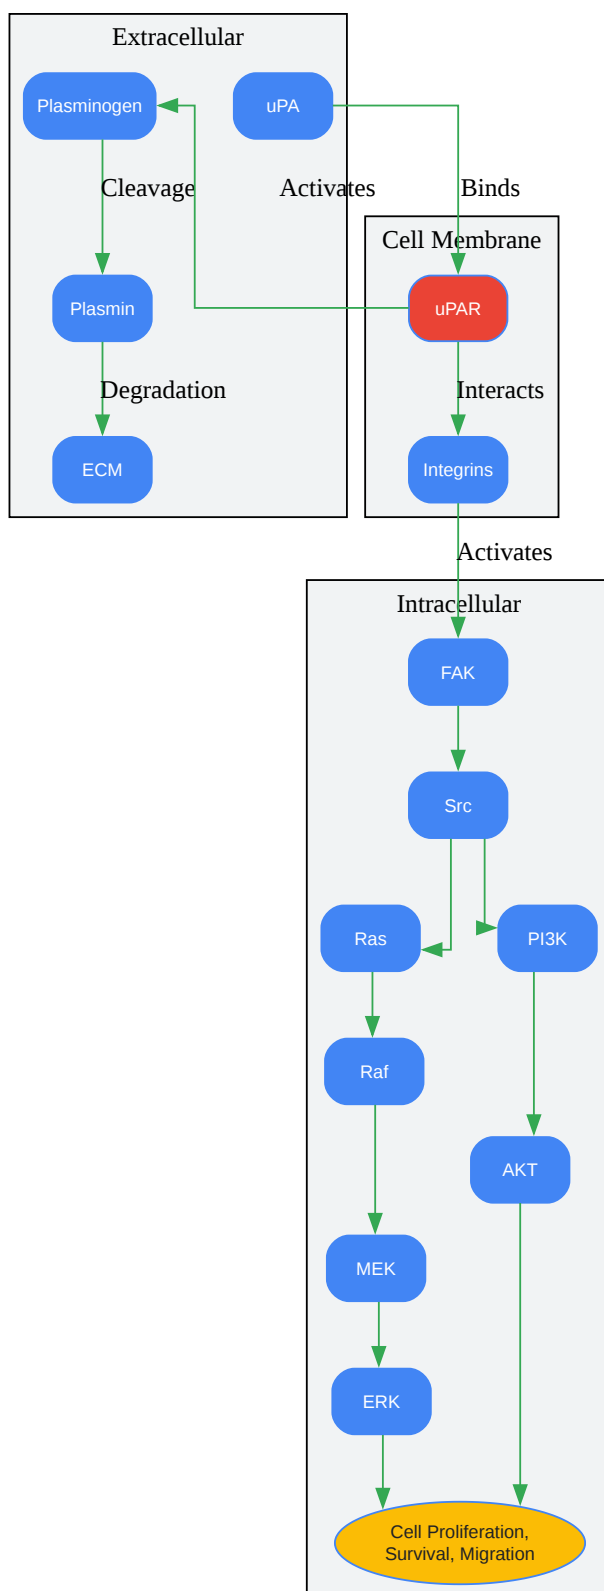 Extracellular
Plasminogen
uPA
Cleavage
Activates
Binds
Cell Membrane
Plasmin
uPAR
Degradation
Interacts
ECM
Integrins
Activates
Intracellular
FAK
Src
Ras
PI3K
Raf
AKT
MEK
ERK
Cell Proliferation,
Survival, Migration